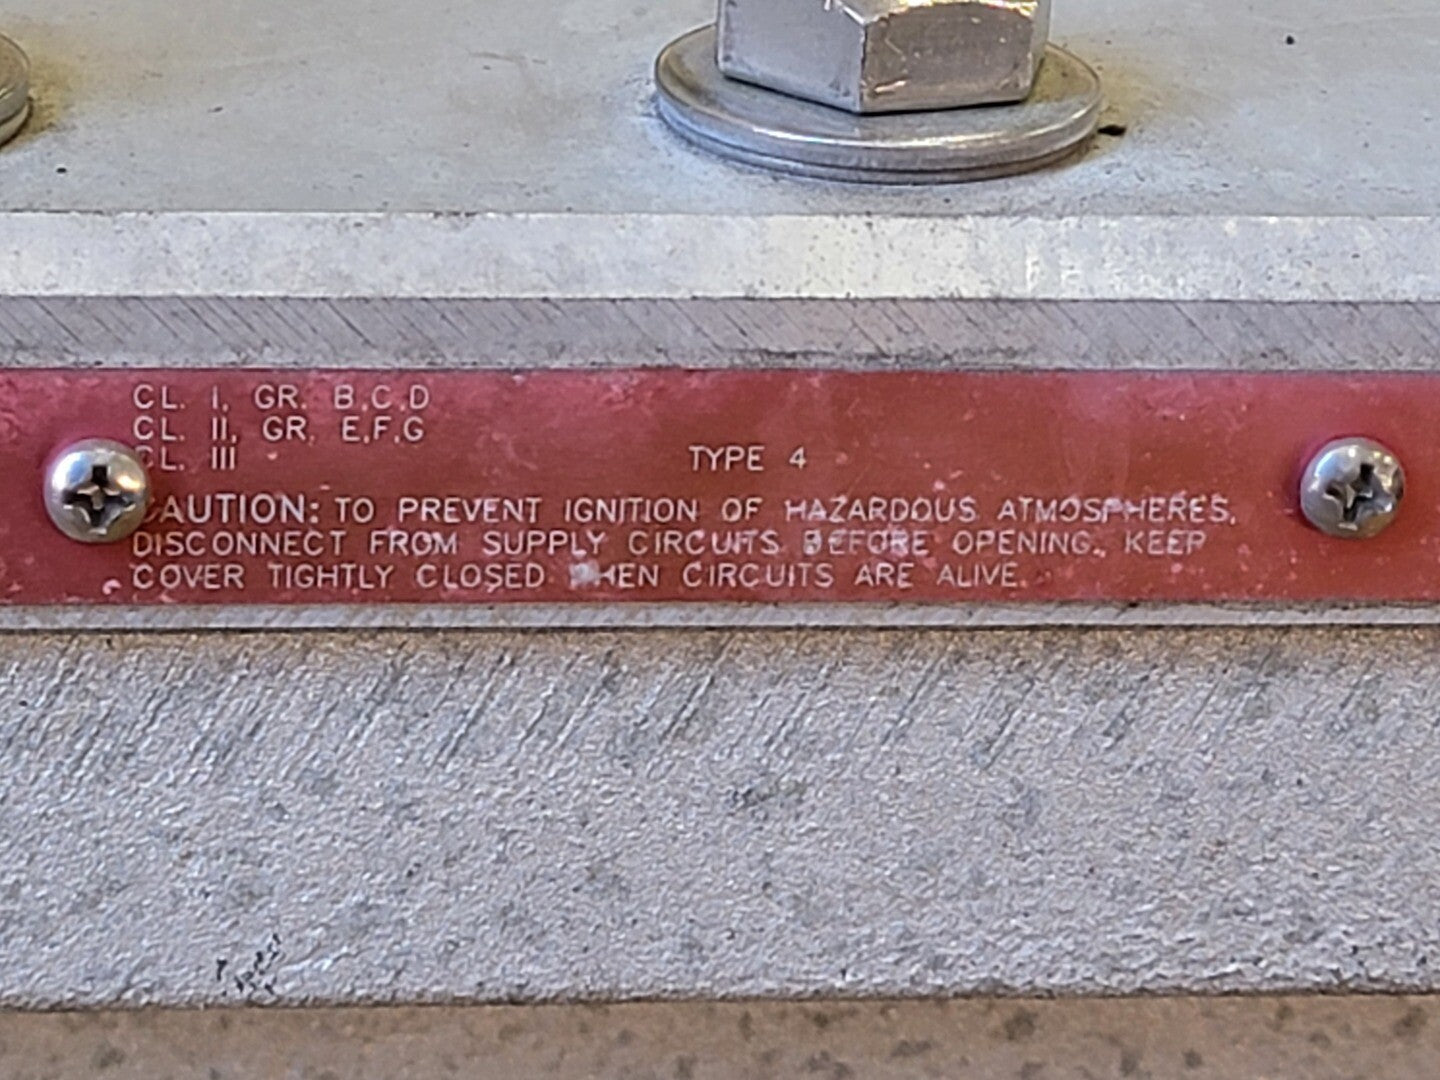 CL. I, GR. B,C,D
CL. II, GR. E,F,G
CL. III
TYPE 4
CAUTION: TO PREVENT IGNITION OF HAZARDOUS ATMOSPHERES,
DISCONNECT FROM SUPPLY CIRCUITS BEFORE OPENING. KEEP
COVER TIGHTLY CLOSED WHEN CIRCUITS ARE ALIVE.